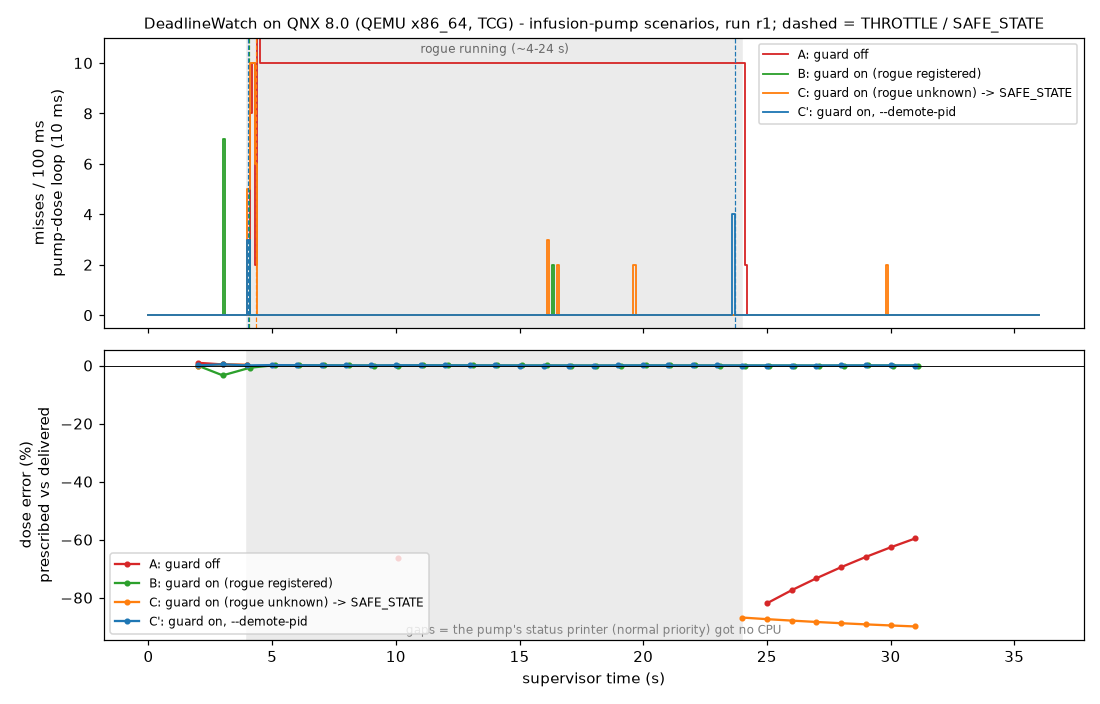 DeadlineWatch on QNX 8.0 (QEMU x86_64, TCG) - infusion-pump scenarios, run r1; dashed = THROTTLE / SAFE_STATE
rogue running (~4-24 s)
A: guard off
B: guard on (rogue registered)
C: guard on (rogue unknown) -> SAFE_STATE
C': guard on, --demote-pid
misses / 100 ms
pump-dose loop (10 ms)
10
8
6
4
2
0
dose error (%)
prescribed vs delivered
0
−20
−40
−60
−80
A: guard off
B: guard on (rogue registered)
C: guard on (rogue unknown) -> SAFE_STATE
C': guard on, --demote-pid
gaps = the pump's status printer (normal priority) got no CPU
0 5 10 15 20 25 30 35
supervisor time (s)